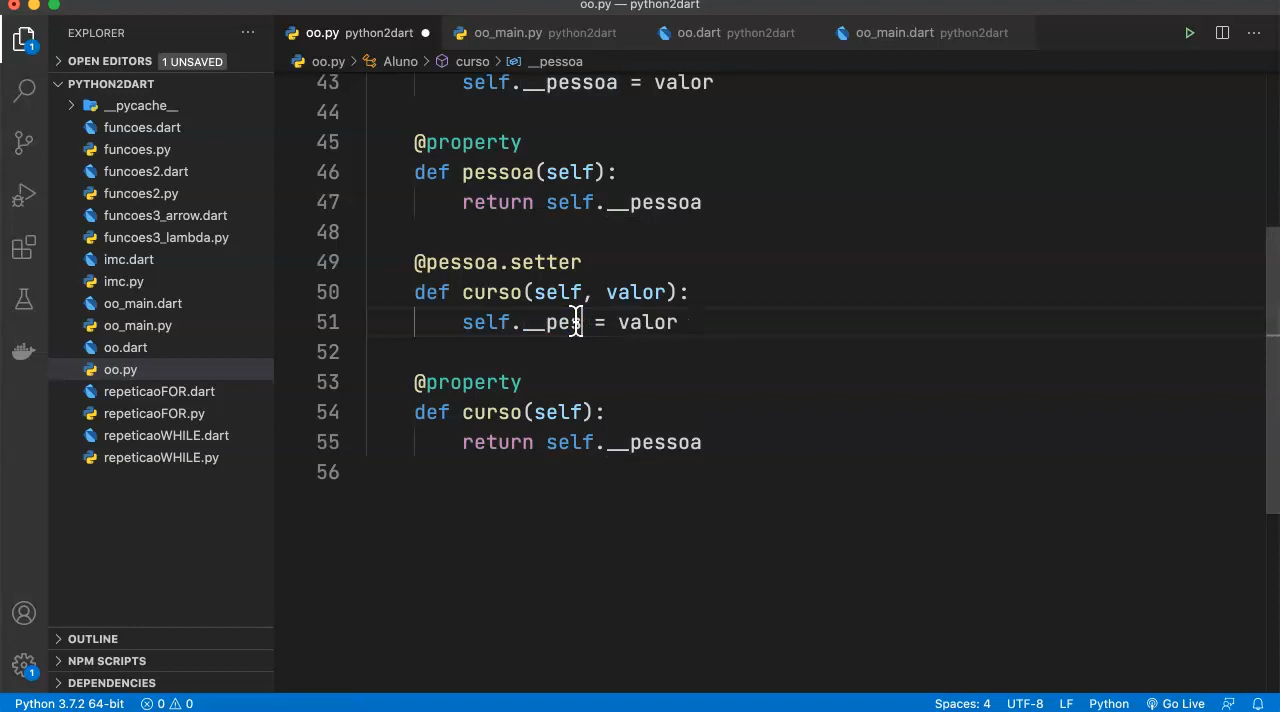 oo.py — python2dart
EXPLORER ···
oo.py python2dart ● oo_main.py python2dart oo.dart python2dart oo_main.dart python2dart ···
1
OPEN EDITORS 1 UNSAVED
oo.py > Aluno > curso > __pessoa
PYTHON2DART
__pycache__
funcoes.dart
funcoes.py
funcoes2.dart
funcoes2.py
funcoes3_arrow.dart
funcoes3_lambda.py
imc.dart
imc.py
oo_main.dart
oo_main.py
oo.dart
oo.py
repeticaoFOR.dart
repeticaoFOR.py
repeticaoWHILE.dart
repeticaoWHILE.py
OUTLINE
NPM SCRIPTS
DEPENDENCIES
1
43 self.__pessoa = valor
44
45 @property
46 def pessoa(self):
47 return self.__pessoa
48
49 @pessoa.setter
50 def curso(self, valor):
51 self.__pes = valor
52
53 @property
54 def curso(self):
55 return self.__pessoa
56
Python 3.7.2 64-bit 0 0 Spaces: 4 UTF-8 LF Python Go Live